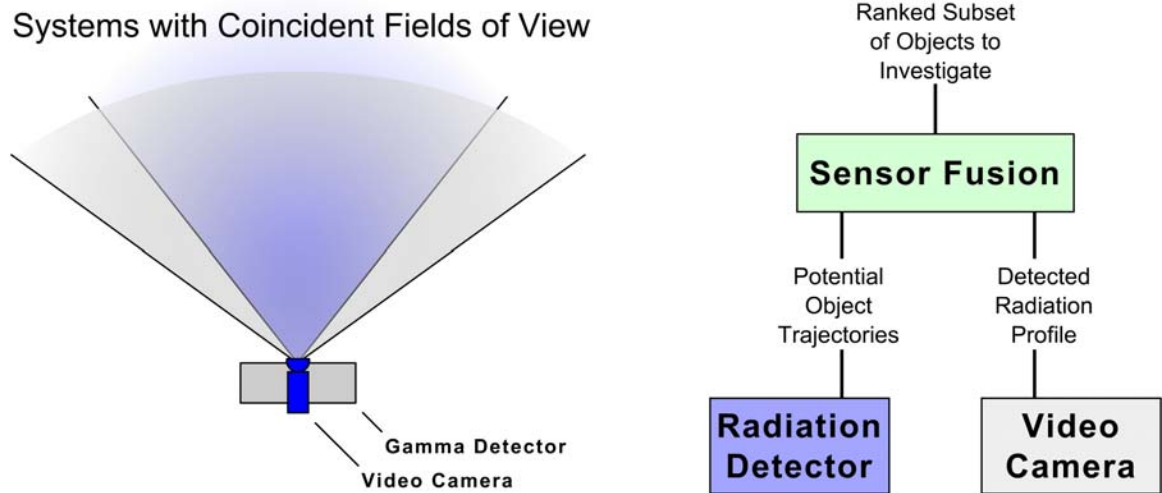 Systems with Coincident Fields of View
Gamma Detector
Video Camera
Ranked Subset
of Objects to
Investigate
Sensor Fusion
Potential
Object
Trajectories
Detected
Radiation
Profile
Radiation
Detector
Video
Camera